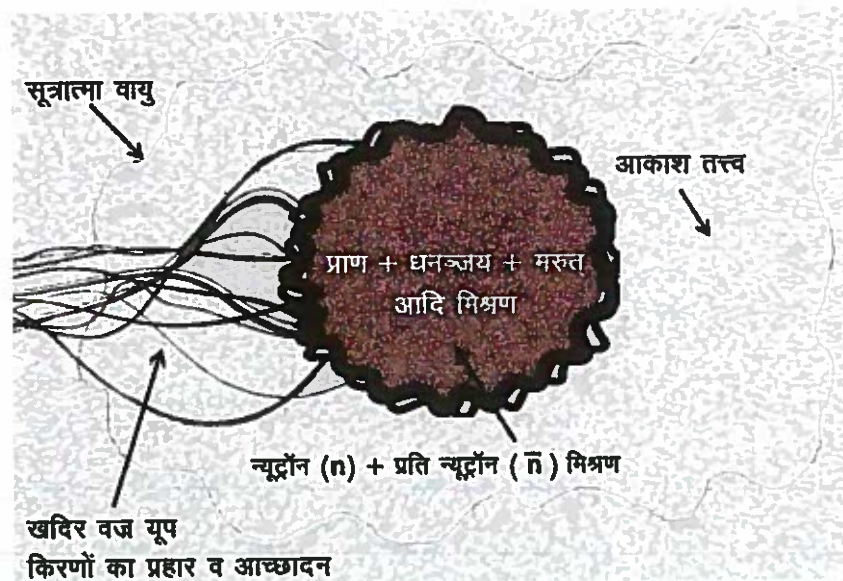 सूत्रात्मा वायु
आकाश तत्त्व
प्राण + धनञ्जय + मरुत
आदि मिश्रण
न्यूट्रॉन (n) + प्रति न्यूट्रॉन (n̅) मिश्रण
खदिर वज्र यूप
किरणों का प्रहार व आच्छादन